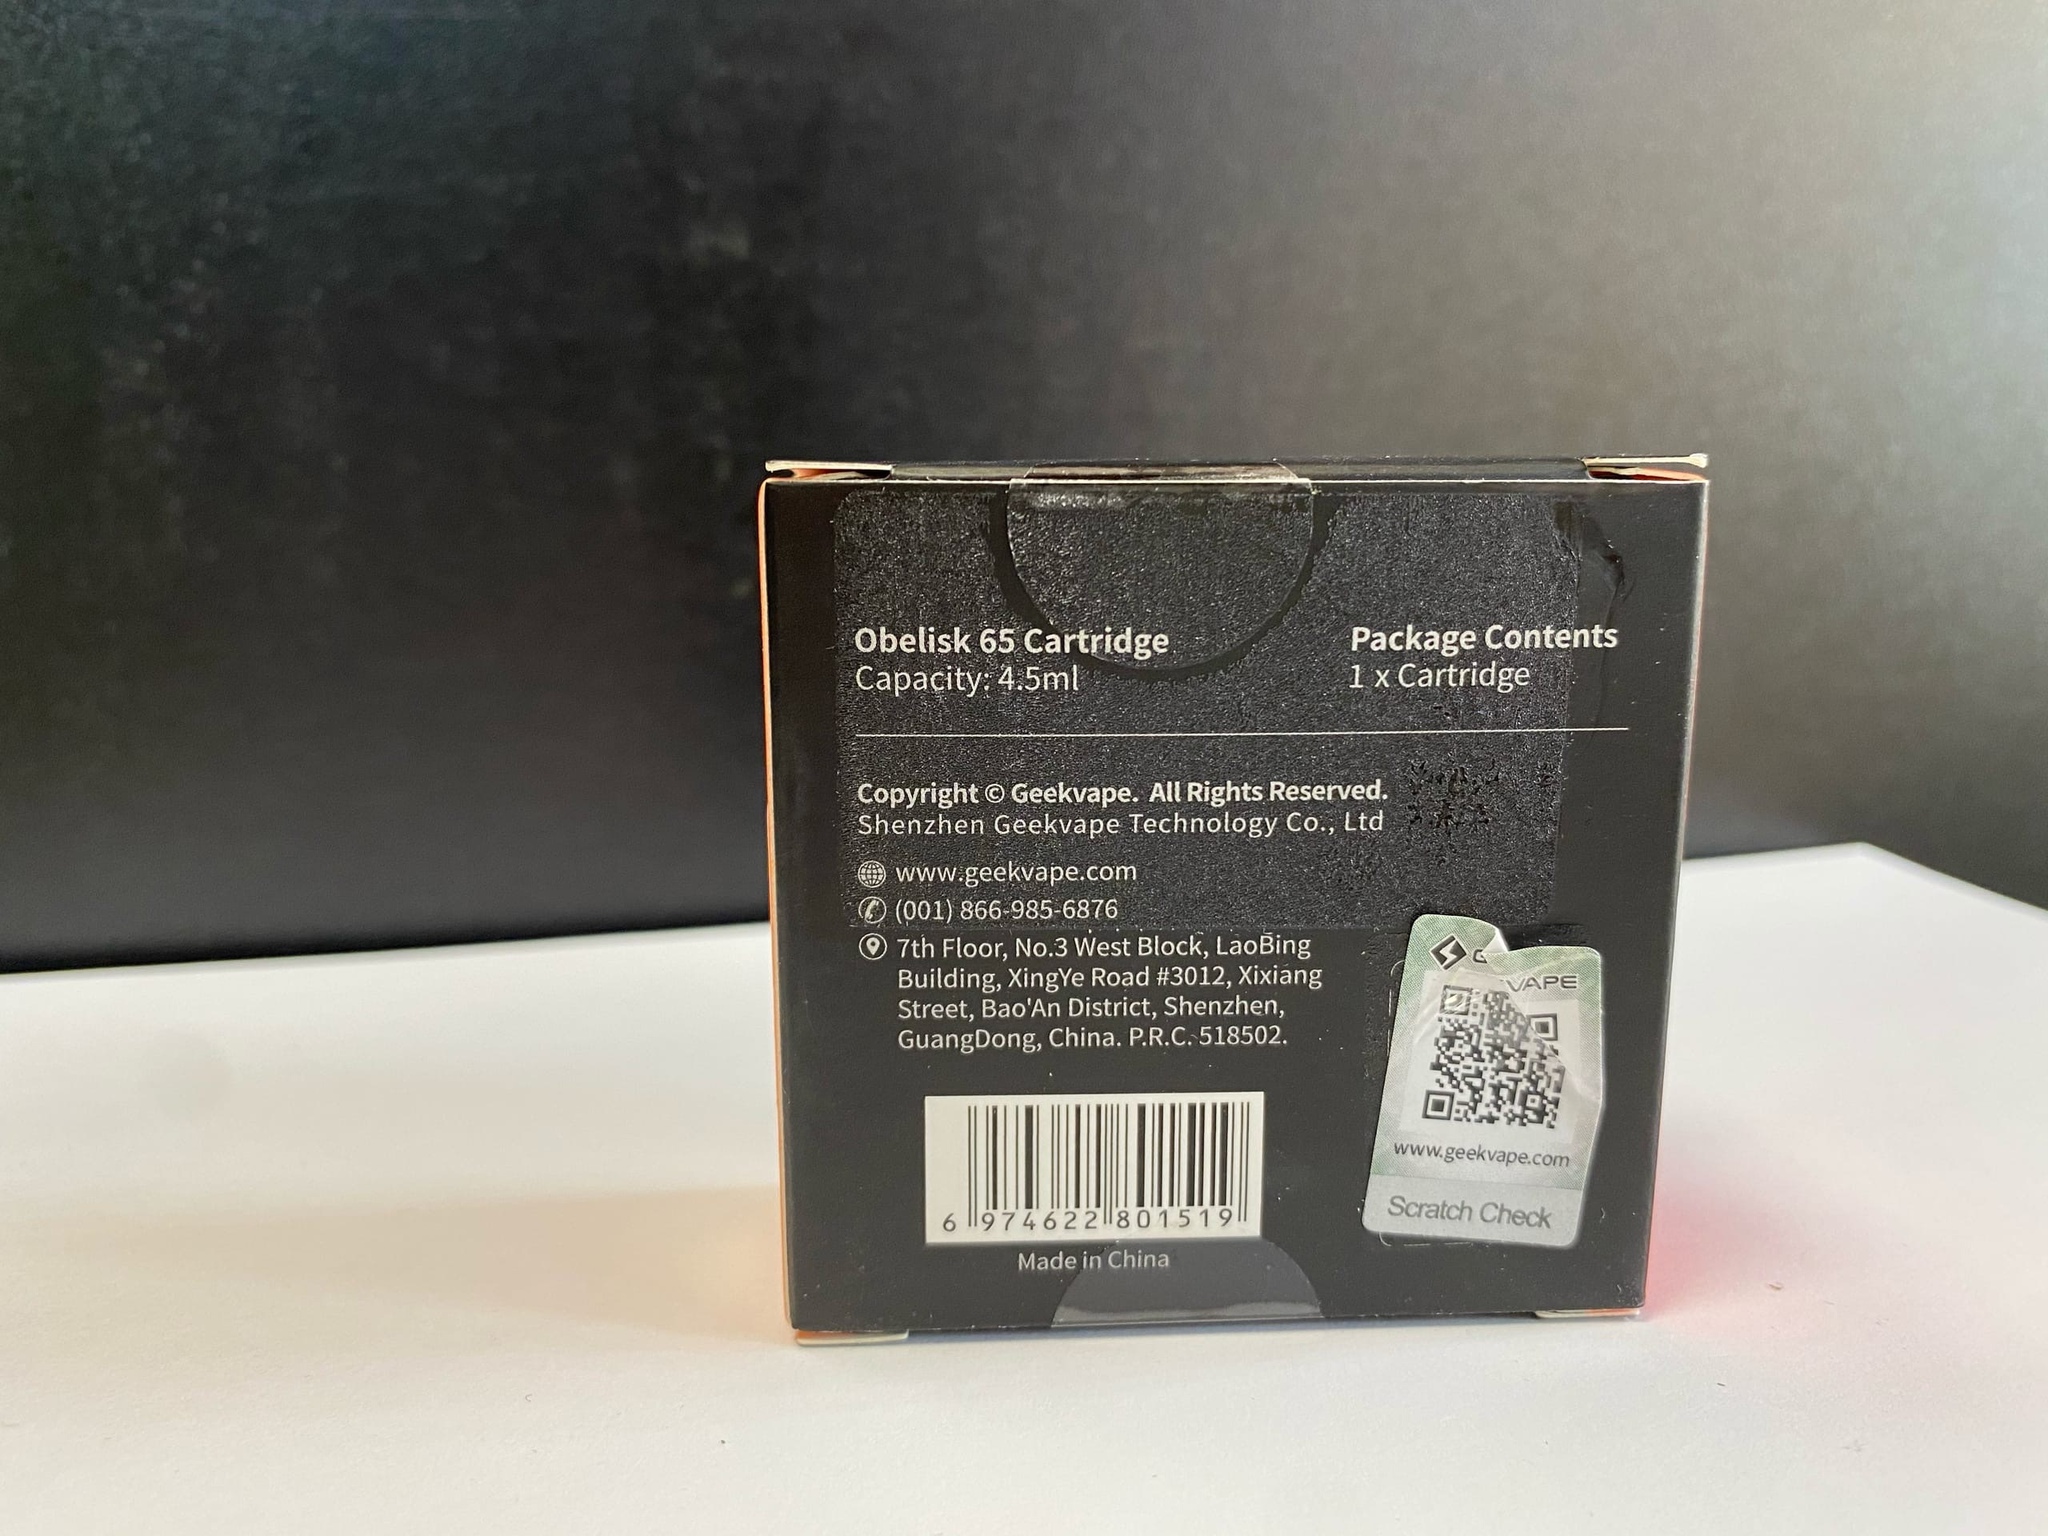 Obelisk 65 Cartridge
Capacity: 4.5ml
Package Contents
1 x Cartridge
Copyright © Geekvape. All Rights Reserved.
Shenzhen Geekvape Technology Co., Ltd
www.geekvape.com
(001) 866-985-6876
7th Floor, No.3 West Block, LaoBing
Building, XingYe Road #3012, Xixiang
Street, Bao'An District, Shenzhen,
GuangDong, China. P.R.C. 518502.
6 974622 801519
Made in China
G VAPE
www.geekvape.com
Scratch Check